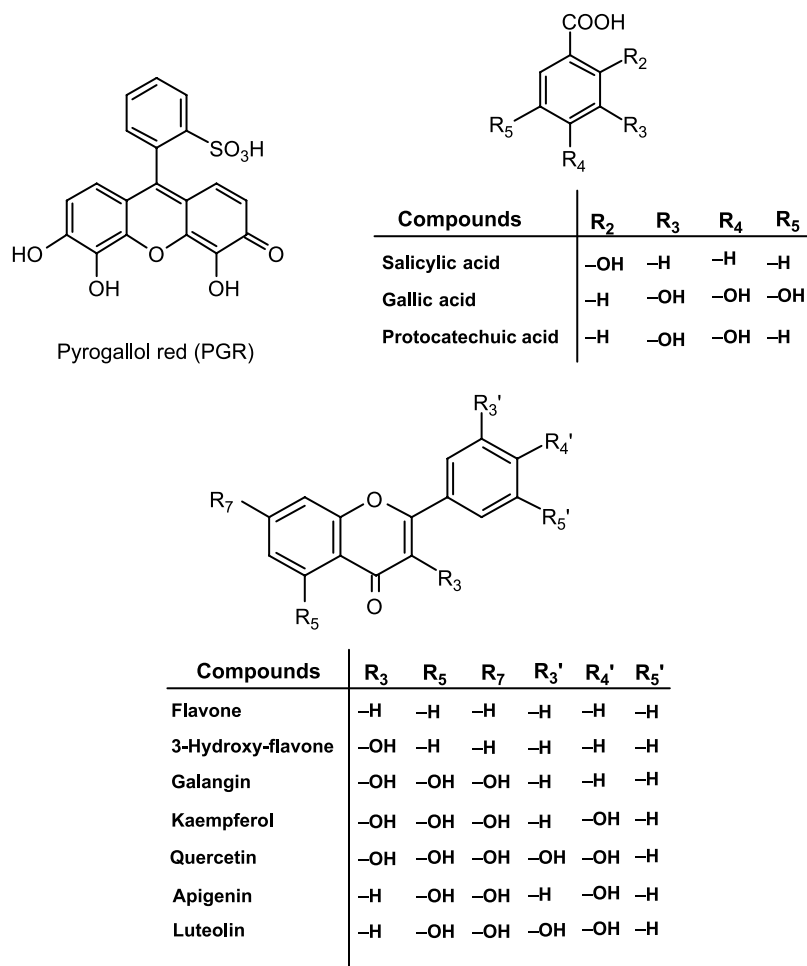 COOH
R2
R5
R3
R4
SO3H
HO
OH
O
OH
O
Pyrogallol red (PGR)
Compounds R2 R3 R4 R5
Salicylic acid –OH –H –H –H
Gallic acid –H –OH –OH –OH
Protocatechuic acid –H –OH –OH –H
R3'
R4'
R7
O
R5'
R3
O
R5
Compounds R3 R5 R7 R3' R4' R5'
Flavone –H –H –H –H –H –H
3-Hydroxy-flavone –OH –H –H –H –H –H
Galangin –OH –OH –OH –H –H –H
Kaempferol –OH –OH –OH –H –OH –H
Quercetin –OH –OH –OH –OH –OH –H
Apigenin –H –OH –OH –H –OH –H
Luteolin –H –OH –OH –OH –OH –H